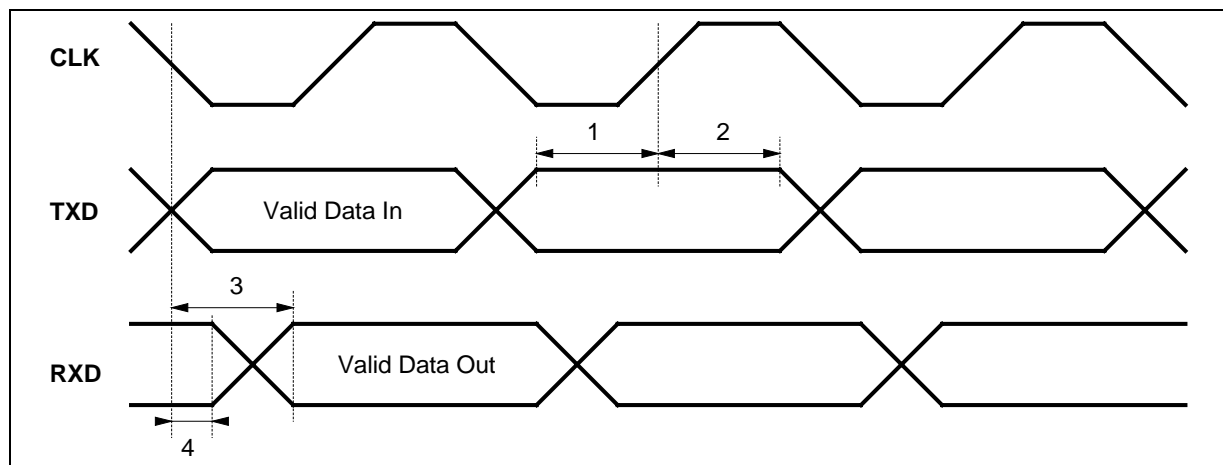 CLK
1
2
TXD
Valid Data In
3
RXD
Valid Data Out
4